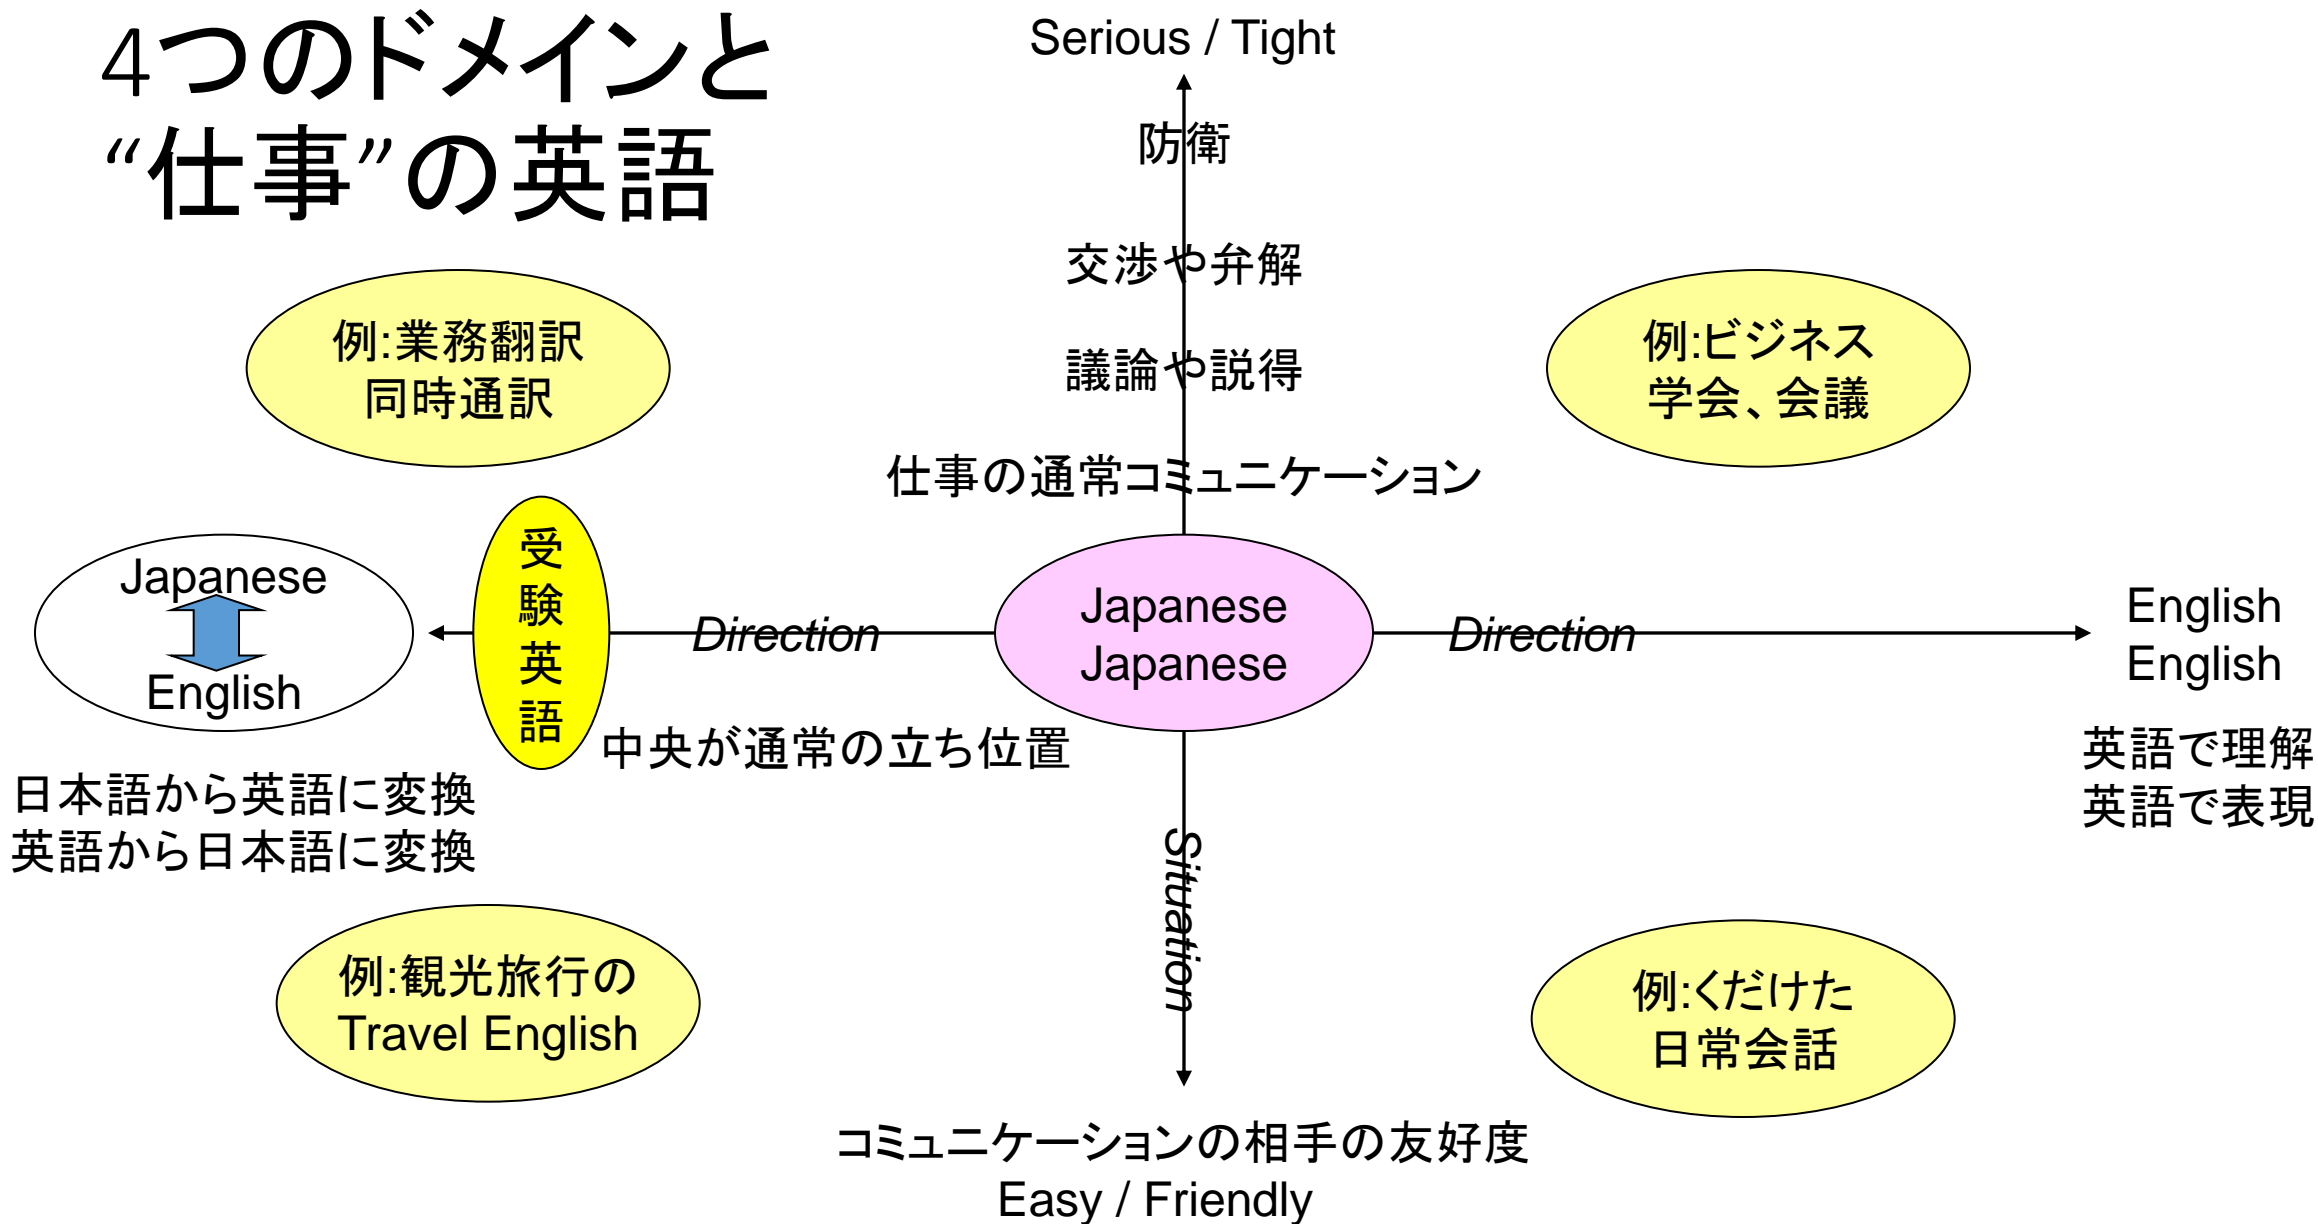 4つのドメインと
“仕事”の英語
Serious / Tight
防衛
交渉や弁解
議論や説得
仕事の通常コミュニケーション
例:業務翻訳
同時通訳
例:ビジネス
学会、会議
Japanese
English
受
験
英
語
Direction
Japanese
Japanese
Direction
English
English
中央が通常の立ち位置
英語で理解
英語で表現
日本語から英語に変換
英語から日本語に変換
Situation
例:観光旅行の
Travel English
例:くだけた
日常会話
コミュニケーションの相手の友好度
Easy / Friendly